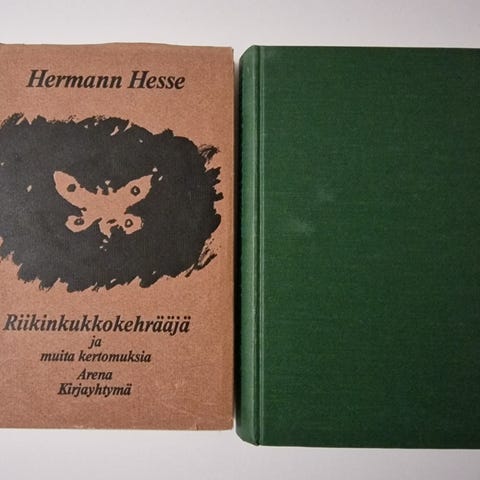 Hermann Hesse
Riikinkukkokehrääjä
ja
muita kertomuksia
Arena
Kirjayhtymä